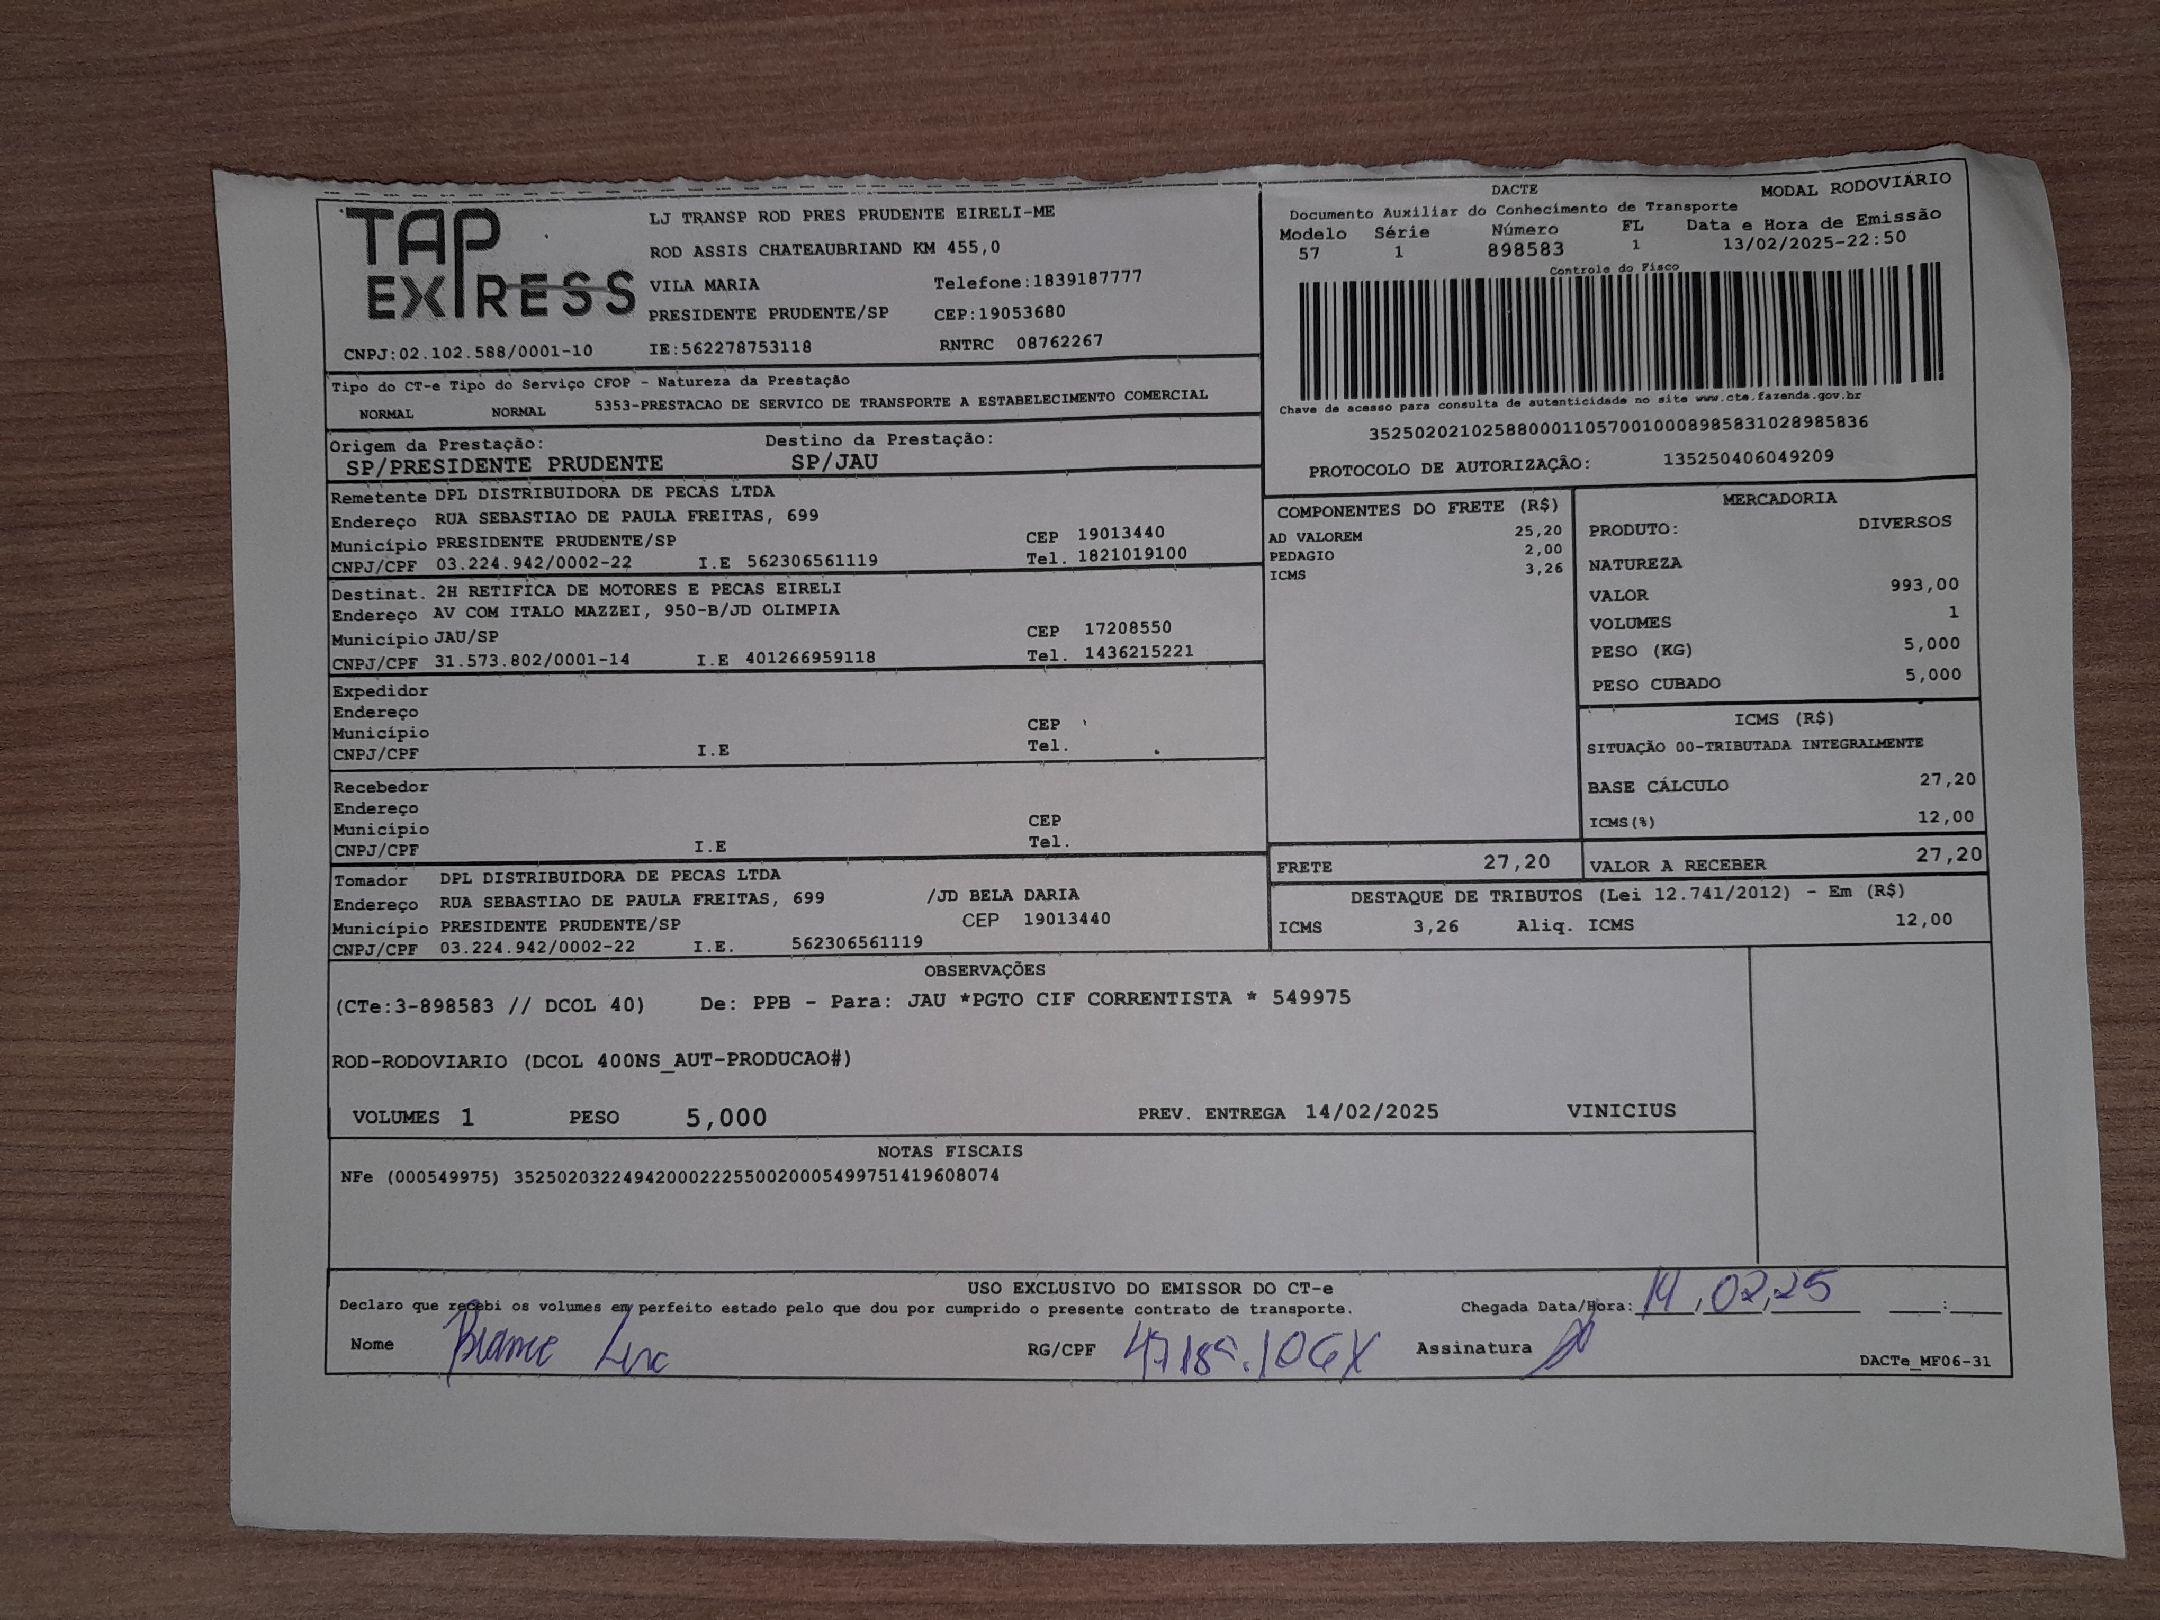 TAP
EXPRESS
LJ TRANSP ROD PRES PRUDENTE EIRELI-ME
ROD ASSIS CHATEAUBRIAND KM 455,0
VILA MARIA Telefone:1839187777
PRESIDENTE PRUDENTE/SP CEP:19053680
CNPJ:02.102.588/0001-10 IE:562278753118 RNTRC 08762267
DACTE MODAL RODOVIÁRIO
Documento Auxiliar do Conhecimento de Transporte
Modelo Série Número FL Data e Hora de Emissão
57 1 898583 1 13/02/2025-22:50
Controle do Fisco
Chave de acesso para consulta de autenticidade no site www.cte.fazenda.gov.br
35250202102588000110570010008985831028985836
PROTOCOLO DE AUTORIZAÇÃO: 135250406049209
Tipo do CT-e Tipo do Serviço CFOP - Natureza da Prestação
NORMAL NORMAL 5353-PRESTACAO DE SERVICO DE TRANSPORTE A ESTABELECIMENTO COMERCIAL
Origem da Prestação: Destino da Prestação:
SP/PRESIDENTE PRUDENTE SP/JAU
Remetente DPL DISTRIBUIDORA DE PECAS LTDA
Endereço RUA SEBASTIAO DE PAULA FREITAS, 699
Município PRESIDENTE PRUDENTE/SP CEP 19013440
CNPJ/CPF 03.224.942/0002-22 I.E 562306561119 Tel. 1821019100
Destinat. 2H RETIFICA DE MOTORES E PECAS EIRELI
Endereço AV COM ITALO MAZZEI, 950-B/JD OLIMPIA
Município JAU/SP CEP 17208550
CNPJ/CPF 31.573.802/0001-14 I.E 401266959118 Tel. 1436215221
Expedidor
Endereço
Município CEP
CNPJ/CPF I.E Tel.
Recebedor
Endereço
Município CEP
CNPJ/CPF I.E Tel.
Tomador DPL DISTRIBUIDORA DE PECAS LTDA
Endereço RUA SEBASTIAO DE PAULA FREITAS, 699 /JD BELA DARIA
Município PRESIDENTE PRUDENTE/SP CEP 19013440
CNPJ/CPF 03.224.942/0002-22 I.E. 562306561119
COMPONENTES DO FRETE (R$)
AD VALOREM 25,20
PEDAGIO 2,00
ICMS 3,26
MERCADORIA
PRODUTO: DIVERSOS
NATUREZA
VALOR 993,00
VOLUMES 1
PESO (KG) 5,000
PESO CUBADO 5,000
ICMS (R$)
SITUAÇÃO 00-TRIBUTADA INTEGRALMENTE
BASE CÁLCULO 27,20
ICMS(%) 12,00
FRETE 27,20 VALOR A RECEBER 27,20
DESTAQUE DE TRIBUTOS (Lei 12.741/2012) - Em (R$)
ICMS 3,26 Aliq. ICMS 12,00
OBSERVAÇÕES
(CTe:3-898583 // DCOL 40) De: PPB - Para: JAU *PGTO CIF CORRENTISTA * 549975
ROD-RODOVIARIO (DCOL 400NS_AUT-PRODUCAO#)
VOLUMES 1 PESO 5,000 PREV. ENTREGA 14/02/2025 VINICIUS
NOTAS FISCAIS
NFe (000549975) 35250203224942000222550020005499751419608074
USO EXCLUSIVO DO EMISSOR DO CT-e
Declaro que recebi os volumes em perfeito estado pelo que dou por cumprido o presente contrato de transporte. Chegada Data/Hora: 14,02,25 :
Nome RG/CPF Assinatura
DACTe_MF06-31